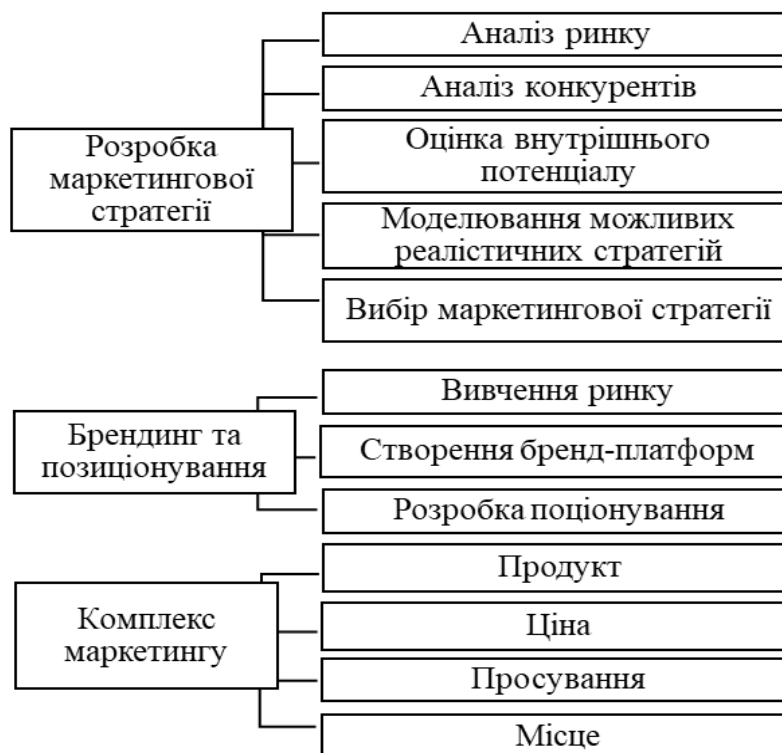 Розробка
маркетингової
стратегії
Аналіз ринку
Аналіз конкурентів
Оцінка внутрішнього
потенціалу
Моделювання можливих
реалістичних стратегій
Вибір маркетингової стратегії
Брендинг та
позиціонування
Вивчення ринку
Створення бренд-платформ
Розробка поціонування
Комплекс
маркетингу
Продукт
Ціна
Просування
Місце